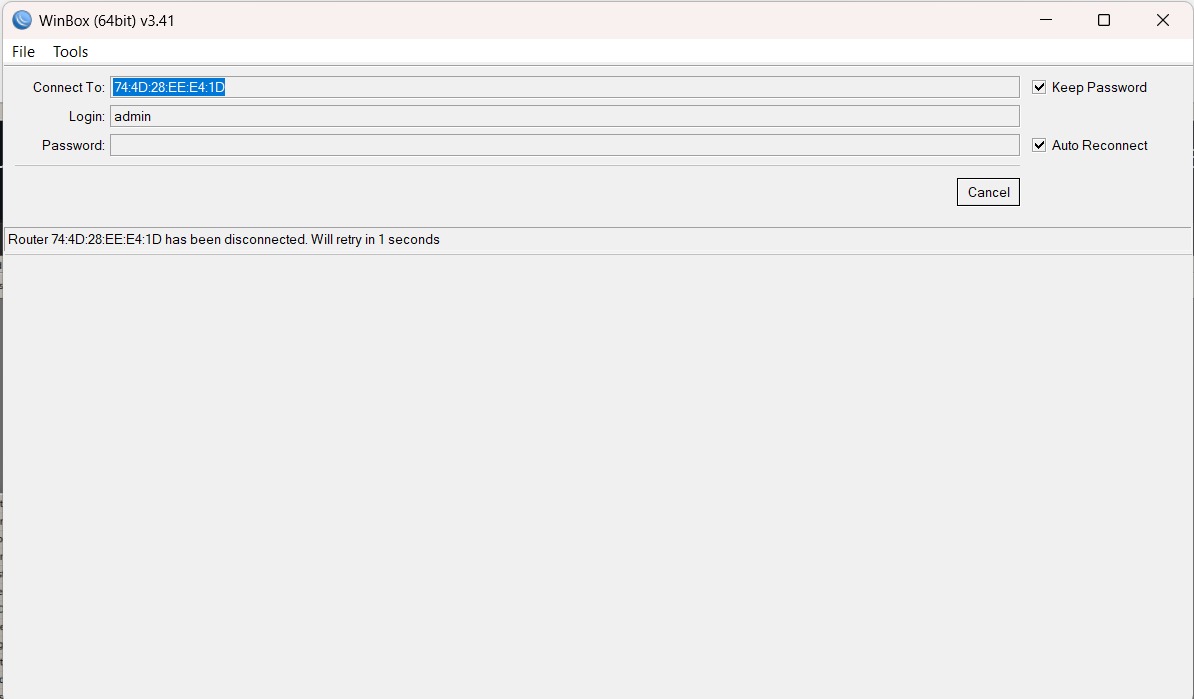 WinBox (64bit) v3.41
File Tools
Connect To: 74:4D:28:EE:E4:1D Keep Password
Login: admin
Password: Auto Reconnect
Cancel
Router 74:4D:28:EE:E4:1D has been disconnected. Will retry in 1 seconds